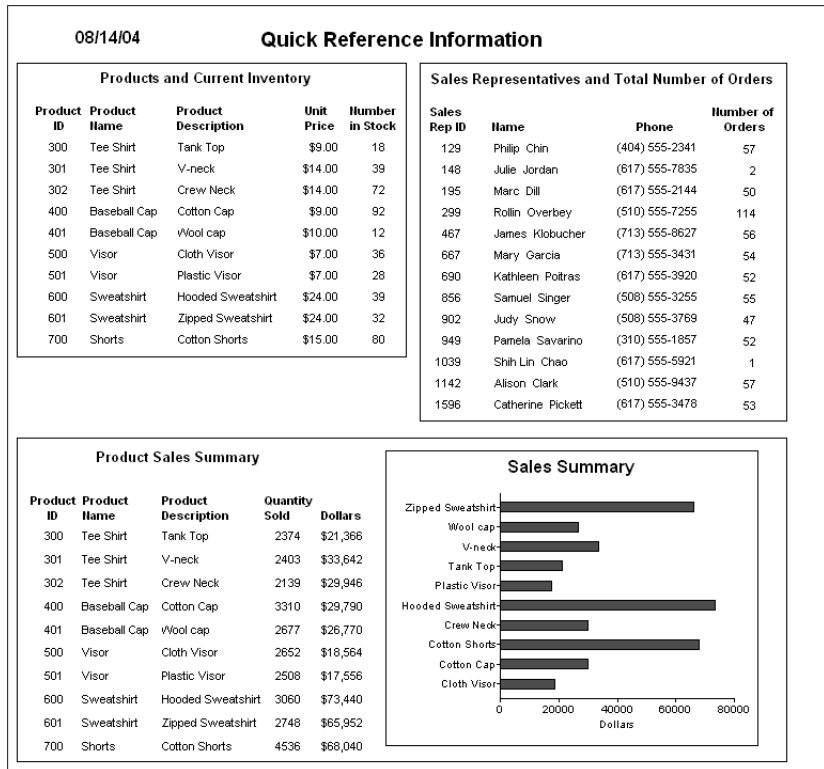 08/14/04 Quick Reference Information
Products and Current Inventory
Product ID Product Name Product Description Unit Price Number in Stock
300 Tee Shirt Tank Top $9.00 18
301 Tee Shirt V-neck $14.00 39
302 Tee Shirt Crew Neck $14.00 72
400 Baseball Cap Cotton Cap $9.00 92
401 Baseball Cap Wool cap $10.00 12
500 Visor Cloth Visor $7.00 36
501 Visor Plastic Visor $7.00 28
600 Sweatshirt Hooded Sweatshirt $24.00 39
601 Sweatshirt Zipped Sweatshirt $24.00 32
700 Shorts Cotton Shorts $15.00 80
Sales Representatives and Total Number of Orders
Sales Rep ID Name Phone Number of Orders
129 Philip Chin (404) 555-2341 57
148 Julie Jordan (617) 555-7835 2
195 Marc Dill (617) 555-2144 50
299 Rollin Overbey (510) 555-7255 114
467 James Klobucher (713) 555-8627 56
667 Mary Garcia (713) 555-3431 54
690 Kathleen Poitras (617) 555-3920 52
856 Samuel Singer (508) 555-3255 55
902 Judy Snow (508) 555-3769 47
949 Pamela Savarino (310) 555-1857 52
1039 Shih Lin Chao (617) 555-5921 1
1142 Alison Clark (510) 555-9437 57
1596 Catherine Pickett (617) 555-3478 53
Product Sales Summary
Product ID Product Name Product Description Quantity Sold Dollars
300 Tee Shirt Tank Top 2374 $21,366
301 Tee Shirt V-neck 2403 $33,642
302 Tee Shirt Crew Neck 2139 $29,946
400 Baseball Cap Cotton Cap 3310 $29,790
401 Baseball Cap Wool cap 2677 $26,770
500 Visor Cloth Visor 2652 $18,564
501 Visor Plastic Visor 2508 $17,556
600 Sweatshirt Hooded Sweatshirt 3060 $73,440
601 Sweatshirt Zipped Sweatshirt 2748 $65,952
700 Shorts Cotton Shorts 4536 $68,040
Sales Summary
Zipped Sweatshirt
Wool cap
V-neck
Tank Top
Plastic Visor
Hooded Sweatshirt
Crew Neck
Cotton Shorts
Cotton Cap
Cloth Visor
0 20000 40000 60000 80000
Dollars